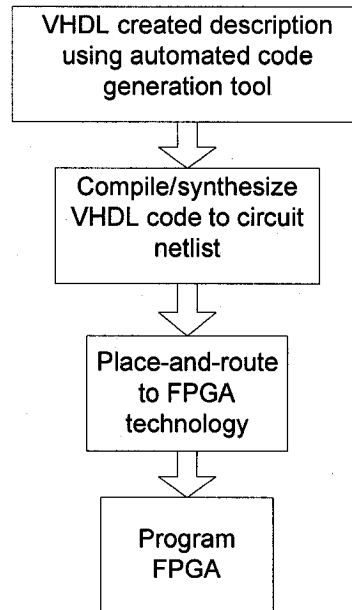 VHDL created description
using automated code
generation tool
Compile/synthesize
VHDL code to circuit
netlist
Place-and-route
to FPGA
technology
Program
FPGA